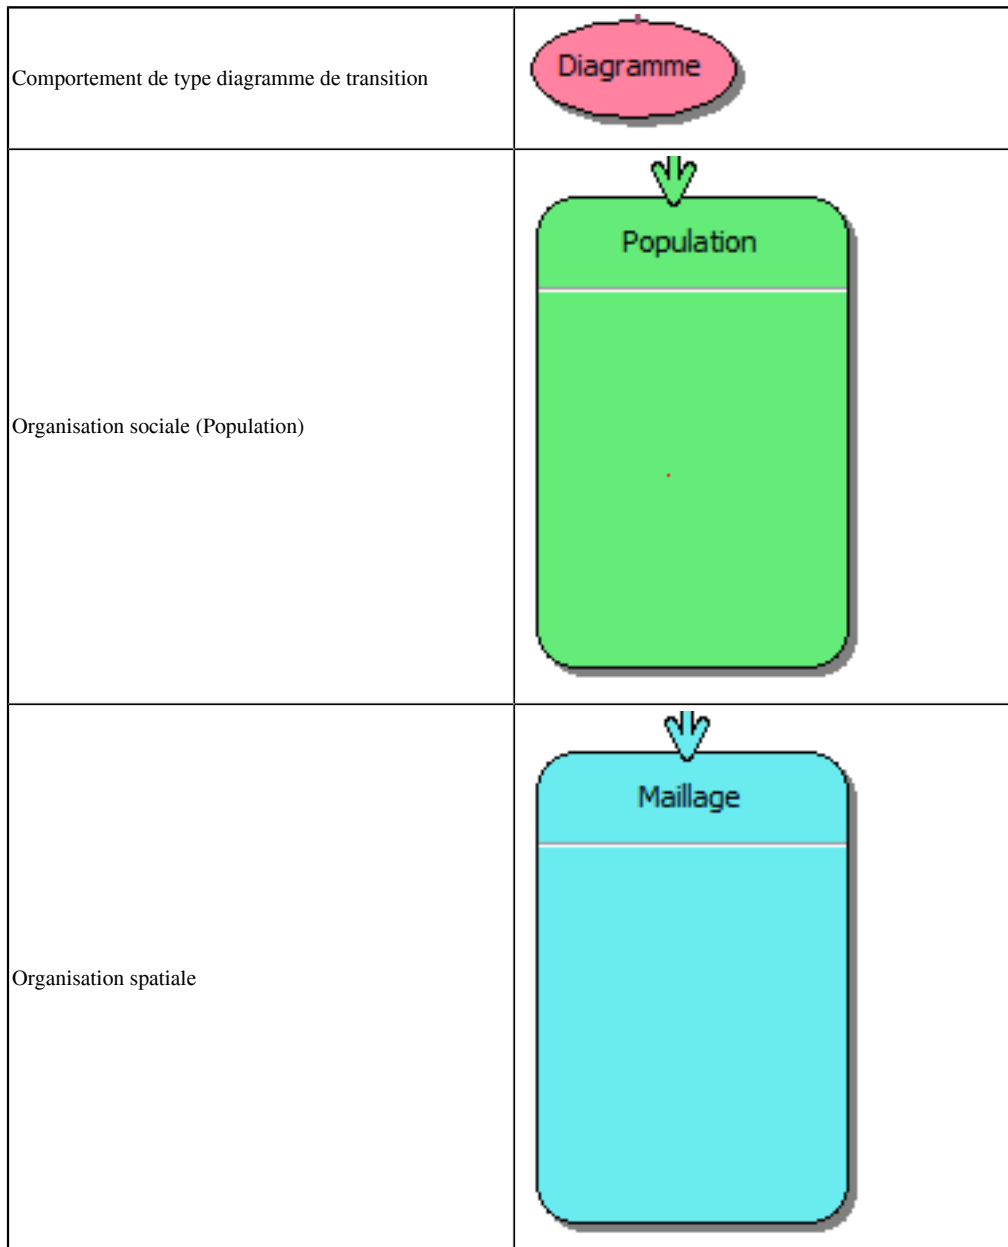 Comportement de type diagramme de transition
Diagramme
Population
Organisation sociale (Population)
Maillage
Organisation spatiale